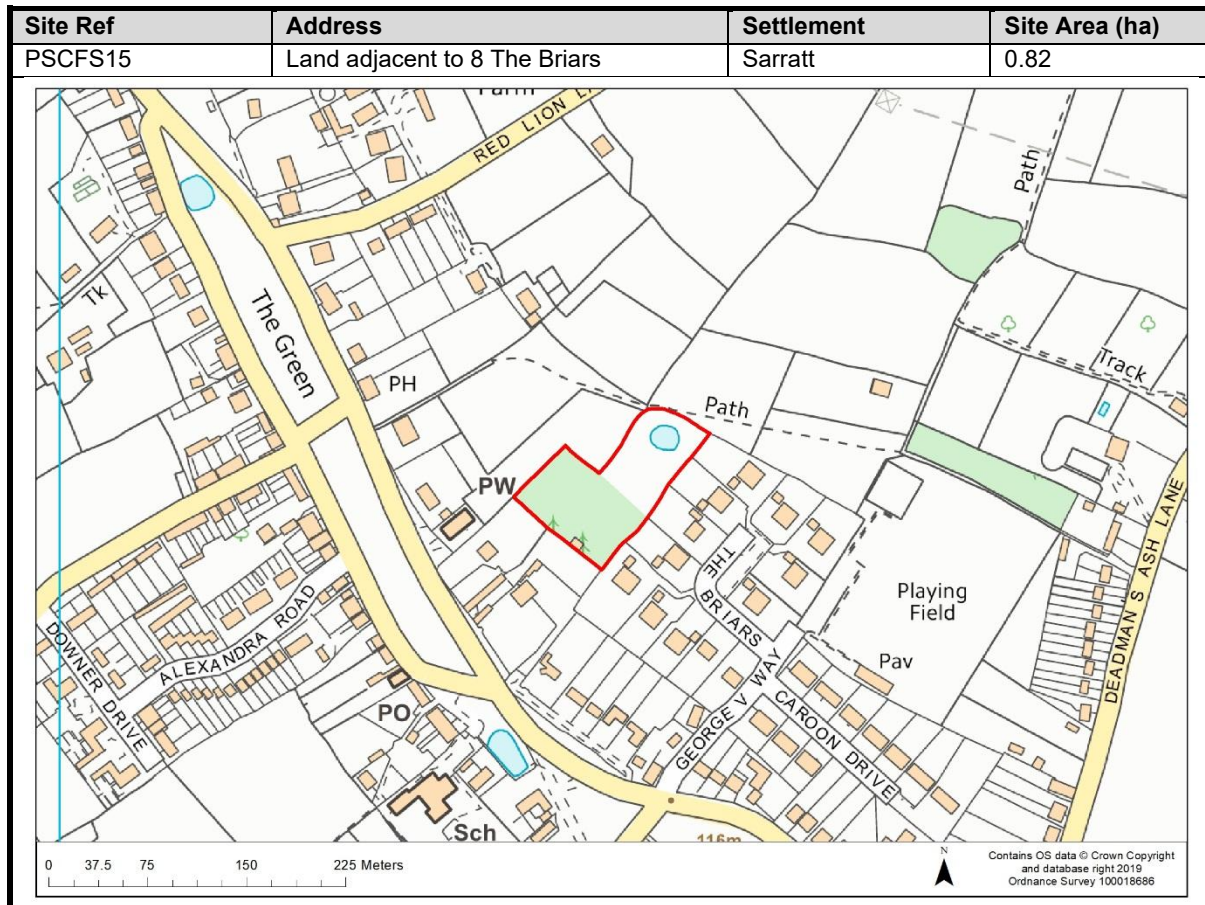 Site Ref Address Settlement Site Area (ha)
PSCFS15 Land adjacent to 8 The Briars Sarratt 0.82
RED LION
Path
Tk
The Green
PH
Path
Track
PW
THE
BRIARS
Playing
Field
DEADMAN S ASH LANE
DOWNER DRIVE
ALEXANDRA ROAD
Pav
GEORGE V WAY
CAROON DRIVE
PO
Sch
116m
0 37.5 75 150 225 Meters
N
Contains OS data © Crown Copyright
and database right 2019
Ordnance Survey 100018686